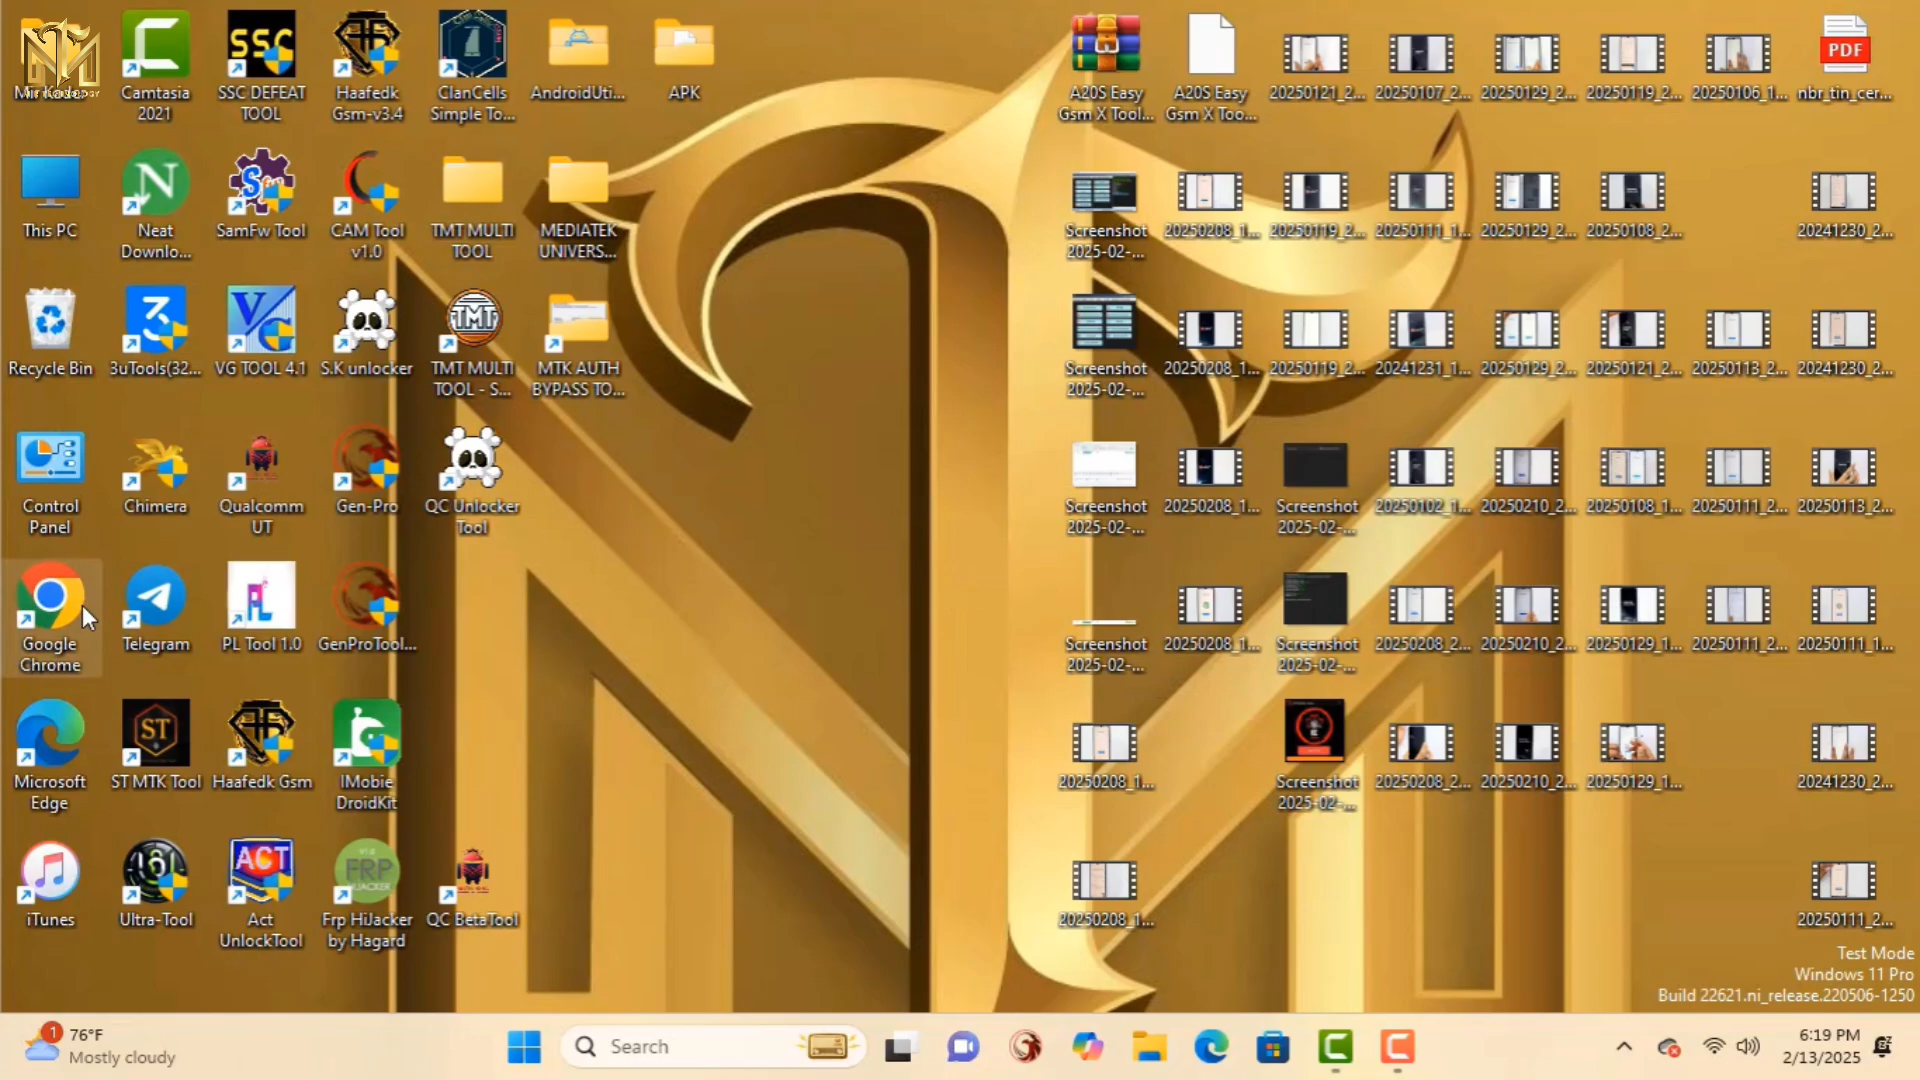 Camtasia
2021
SSC DEFEAT
TOOL
Haafedk
Gsm-v3.4
ClanCells
Simple To...
AndroidUti...
APK
A20S Easy
Gsm X Tool...
A20S Easy
Gsm X Too...
20250121_2...
20250107_2...
20250129_2...
20250119_2...
20250106_1...
PDF
nbr_tin_cer...
This PC
Neat
Downlo...
SamFw Tool
CAM Tool
v1.0
TMT MULTI
TOOL
MEDIATEK
UNIVERS...
Screenshot
2025-02-...
20250208_1...
20250119_2...
20250111_1...
20250129_2...
20250108_2...
20241230_2...
Recycle Bin
3uTools(32...
VG TOOL 4.1
S.K unlocker
TMT MULTI
TOOL - S...
MTK AUTH
BYPASS TO...
Screenshot
2025-02-...
20250208_1...
20250119_2...
20241231_1...
20250129_2...
20250121_2...
20250113_2...
20241230_2...
Control
Panel
Chimera
Qualcomm
UT
Gen-Pro
QC Unlocker
Tool
Screenshot
2025-02-...
20250208_1...
Screenshot
2025-02-...
20250102_1...
20250210_2...
20250108_1...
20250111_2...
20250113_2...
Google
Chrome
Telegram
PL Tool 1.0
GenProTool...
Screenshot
2025-02-...
20250208_1...
Screenshot
2025-02-...
20250208_2...
20250210_2...
20250129_1...
20250111_2...
20250111_1...
Microsoft
Edge
ST MTK Tool
Haafedk Gsm
IMobie
DroidKit
20250208_1...
Screenshot
2025-02-...
20250208_2...
20250210_2...
20250129_1...
20241230_2...
iTunes
Ultra-Tool
Act
UnlockTool
Frp HiJacker
by Hagard
QC BetaTool
20250208_1...
20250111_2...
Test Mode
Windows 11 Pro
Build 22621.ni_release.220506-1250
1
76°F
Mostly cloudy
Search
6:19 PM
2/13/2025